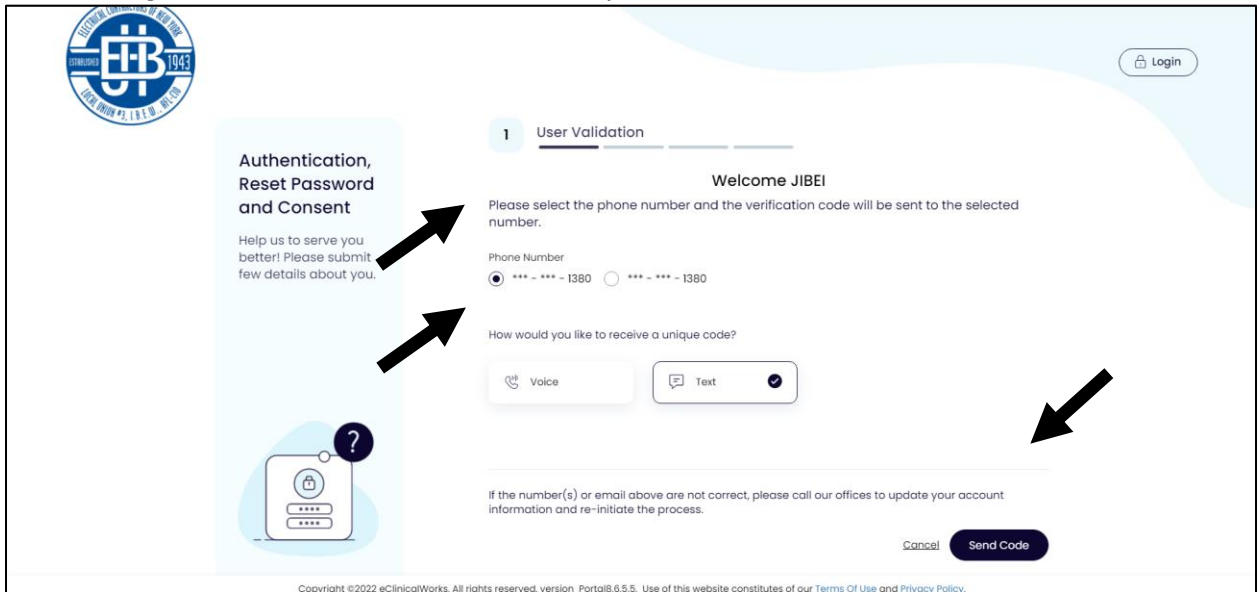 ELECTRICAL CONTRACTORS OF NEW YORK
ESTABLISHED
1943
JIB
LOCAL UNION #3, I.B.E.W., AFL-CIO
Login
1 User Validation
Authentication,
Reset Password
and Consent
Help us to serve you
better! Please submit
few details about you.
Welcome JIBEI
Please select the phone number and the verification code will be sent to the selected
number.
Phone Number
*** - *** - 1380 *** - *** - 1380
How would you like to receive a unique code?
Voice Text
?
****
****
If the number(s) or email above are not correct, please call our offices to update your account
information and re-initiate the process.
Cancel Send Code
Copyright ©2022 eClinicalWorks. All rights reserved. version Portal8.6.5.5. Use of this website constitutes of our Terms Of Use and Privacy Policy.